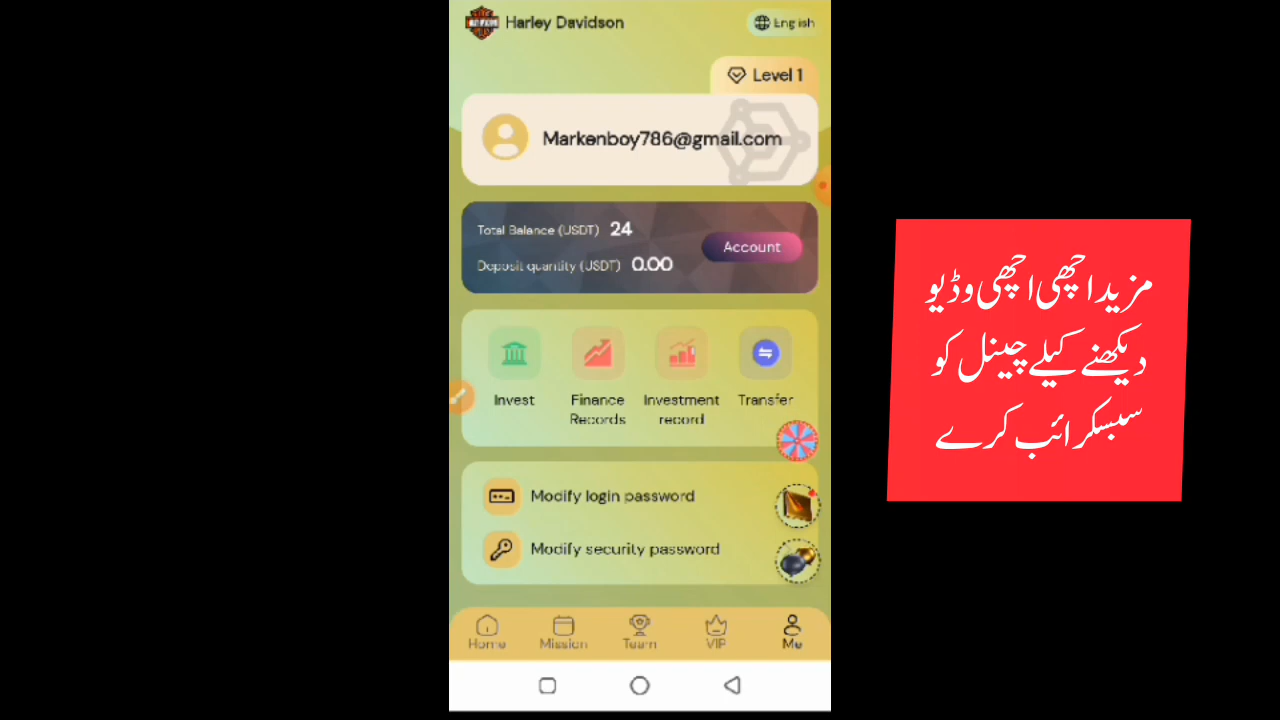 Harley Davidson
English
Level 1
Markenboy786@gmail.com
Total Balance (USDT) 24
Account
Deposit quantity (USDT) 0.00
Invest
Finance Records
Investment record
Transfer
Modify login password
Modify security password
Home
Mission
Team
VIP
Me
مزید اچھی اچھی وڈیو
دیکھنے کیلے چینل کو
سبسکرائب کرے